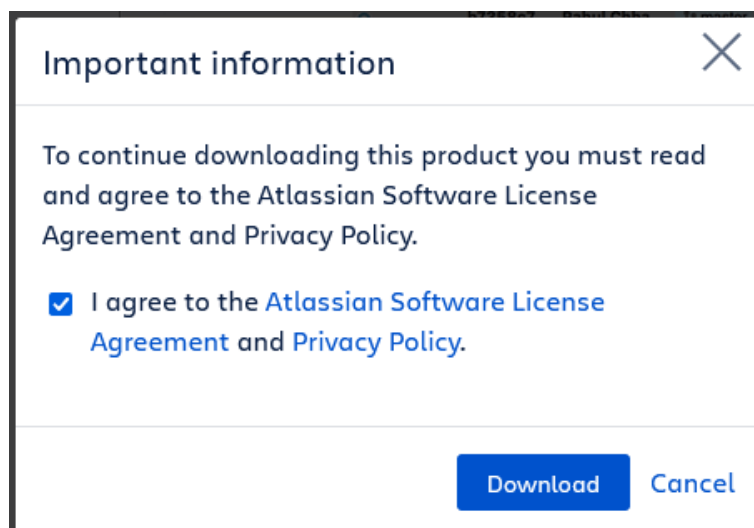 Important information
To continue downloading this product you must read
and agree to the Atlassian Software License
Agreement and Privacy Policy.
I agree to the Atlassian Software License
Agreement and Privacy Policy.
Download Cancel